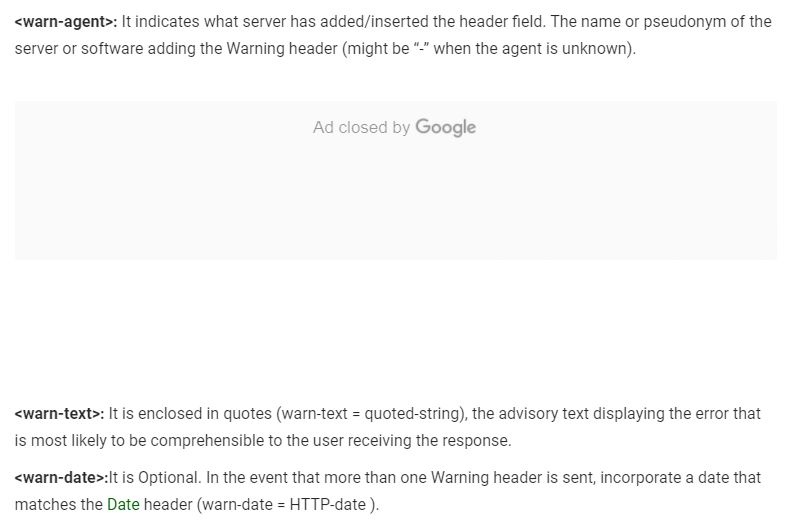 <warn-agent>: It indicates what server has added/inserted the header field. The name or pseudonym of the
server or software adding the Warning header (might be “-” when the agent is unknown).
Ad closed by Google
<warn-text>: It is enclosed in quotes (warn-text = quoted-string), the advisory text displaying the error that
is most likely to be comprehensible to the user receiving the response.
<warn-date>:It is Optional. In the event that more than one Warning header is sent, incorporate a date that
matches the Date header (warn-date = HTTP-date ).